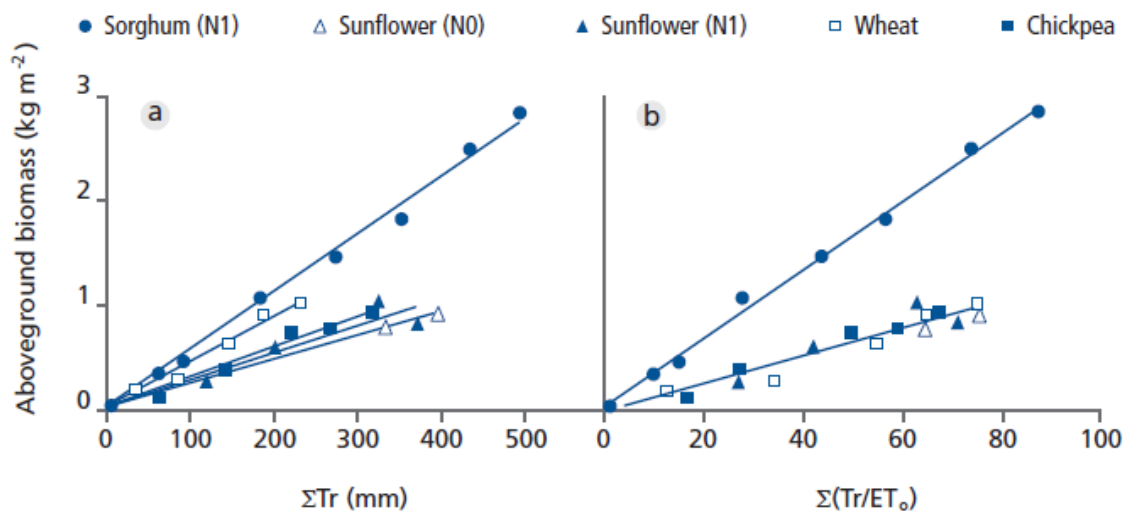 Sorghum (N1) Sunflower (N0) Sunflower (N1) Wheat Chickpea
Aboveground biomass (kg m⁻²)
a b
3
2
1
0
0 100 200 300 400 500
0 20 40 60 80 100
ΣTr (mm) Σ(Tr/ETₒ)